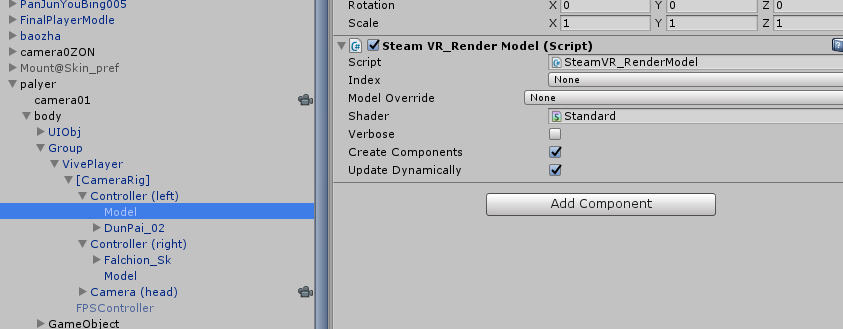 PanJunYouBing005
FinalPlayerModle
baozha
camera0ZON
Mount@Skin_pref
palyer
camera01
body
UIObj
Group
VivePlayer
[CameraRig]
Controller (left)
Model
DunPai_02
Controller (right)
Falchion_Sk
Model
Camera (head)
FPSController
GameObject
Rotation X 0 Y 0 Z 0
Scale X 1 Y 1 Z 1
Steam VR_Render Model (Script)
Script SteamVR_RenderModel
Index None
Model Override None
Shader Standard
Verbose
Create Components
Update Dynamically
Add Component